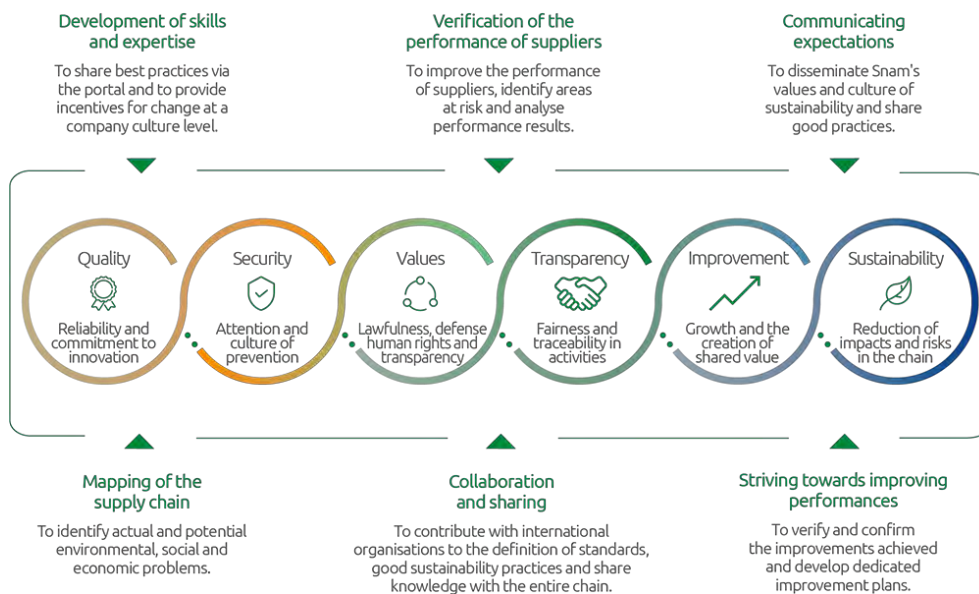 Development of skills
and expertise
To share best practices via
the portal and to provide
incentives for change at a
company culture level.
Verification of the
performance of suppliers
To improve the performance
of suppliers, identify areas
at risk and analyse
performance results.
Communicating
expectations
To disseminate Snam's
values and culture of
sustainability and share
good practices.
Quality
Reliability and
commitment to
innovation
Security
Attention and
culture of
prevention
Values
Lawfulness, defense
human rights and
transparency
Transparency
Fairness and
traceability in
activities
Improvement
Growth and the
creation of
shared value
Sustainability
Reduction of
impacts and risks
in the chain
Mapping of the
supply chain
To identify actual and potential
environmental, social and
economic problems.
Collaboration
and sharing
To contribute with international
organisations to the definition of standards,
good sustainability practices and share
knowledge with the entire chain.
Striving towards improving
performances
To verify and confirm
the improvements achieved
and develop dedicated
improvement plans.